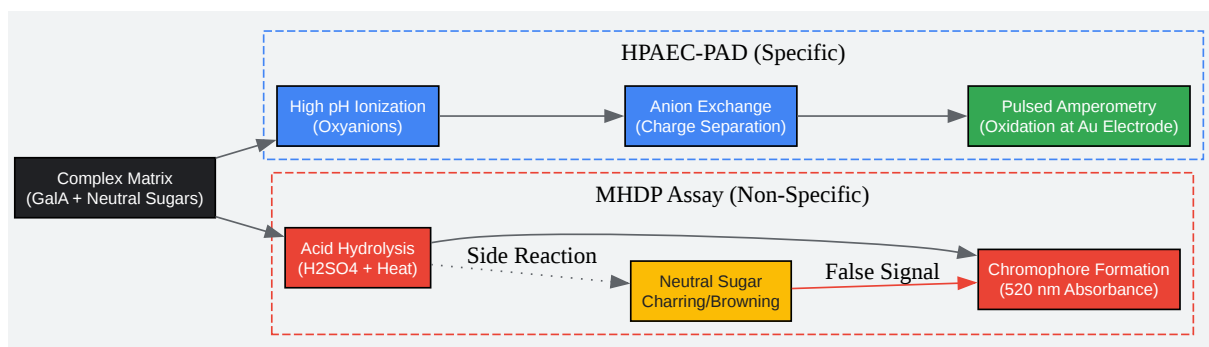 HPAEC-PAD (Specific)
High pH Ionization
(Oxyanions)
Anion Exchange
(Charge Separation)
Pulsed Amperometry
(Oxidation at Au Electrode)
Complex Matrix
(GalA + Neutral Sugars)
MHDP Assay (Non-Specific)
Acid Hydrolysis
(H2SO4 + Heat)
Side Reaction
Neutral Sugar
Charring/Browning
False Signal
Chromophore Formation
(520 nm Absorbance)